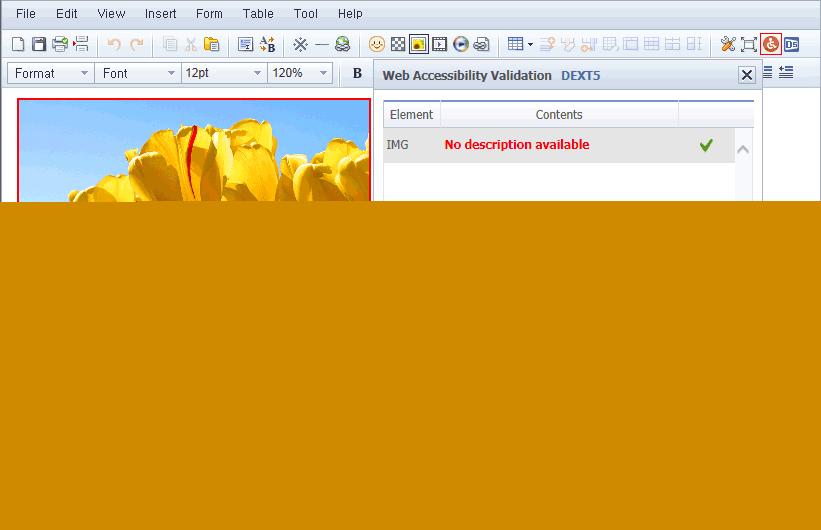 File Edit View Insert Form Table Tool Help
A B
D5
Format Font 12pt 120% B
Web Accessibility Validation DEXT5
Element Contents
IMG No description available